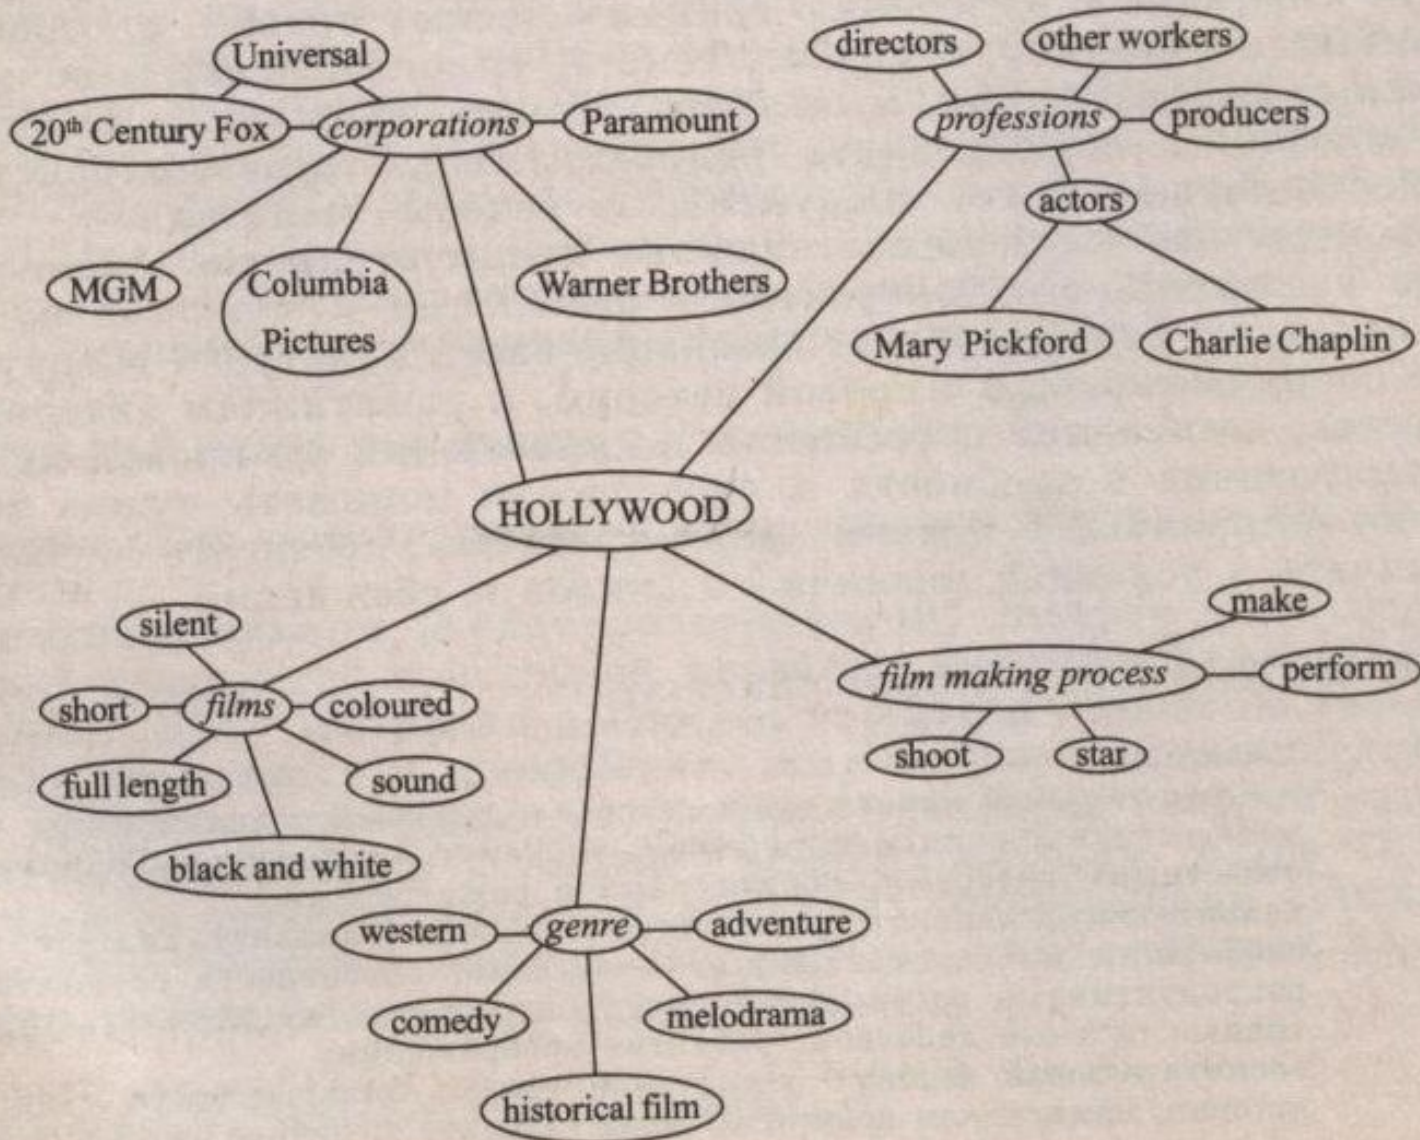 Universal
20th Century Fox
corporations
Paramount
MGM
Columbia
Pictures
Warner Brothers
directors
other workers
professions
producers
actors
Mary Pickford
Charlie Chaplin
HOLLYWOOD
silent
short
films
coloured
full length
sound
black and white
make
film making process
perform
shoot
star
western
genre
adventure
comedy
melodrama
historical film